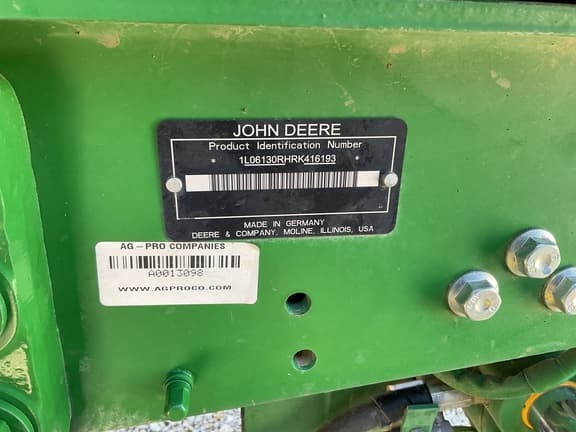 JOHN DEERE
Product Identification Number
1L06130RHRK416193
MADE IN GERMANY
DEERE & COMPANY, MOLINE, ILLINOIS, USA
AG-PRO COMPANIES
A0013098
WWW.AGPROCO.COM